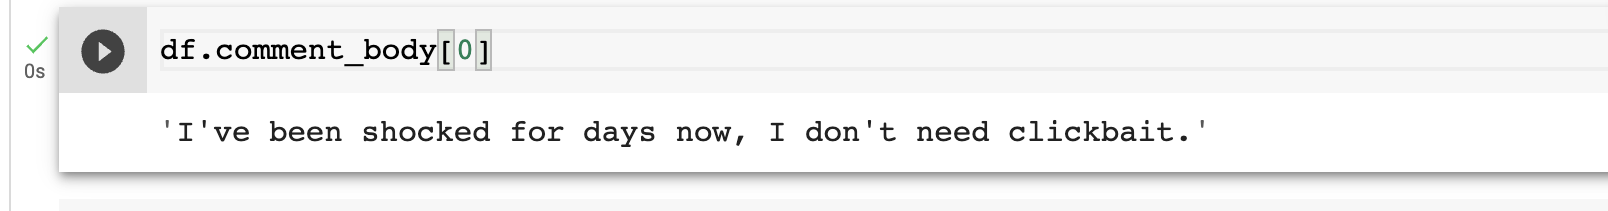 df.comment_body[0]
0s
'I've been shocked for days now, I don't need clickbait.'